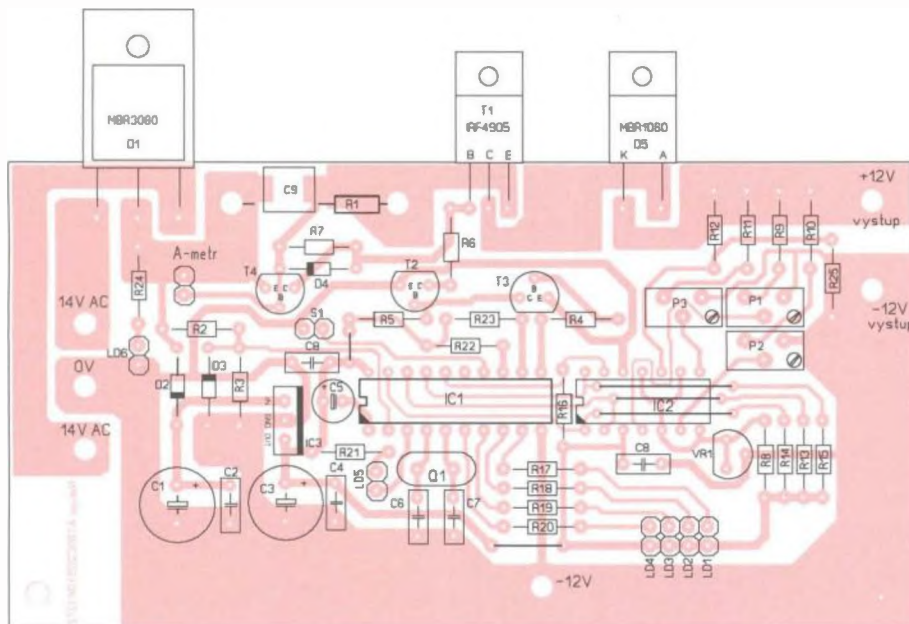 MBR3060
D1
T1
IRF4905
B C E
MBR1060
D5
K A
+12V
vystup
C9
R1
R7
R6
D4
T4
E C
B
T2
E C
B
T3
B
C E
R12
R11
R9
R10
R25
A-metr
R24
14V AC
S1
R5
R23
R4
P3
P1
-12V
vystup
R2
R22
P2
LD6
0V
C8
D2
D3
R3
C5
+
IC1
R16
IC2
14V AC
IC3
OUT
R21
LD5
Q1
C8
VR1
R8
R14
R13
R15
C1
+
C2
C3
+
C4
C6
C7
R17
R18
R19
R20
LD4
LD3
LD2
LD1
-12V